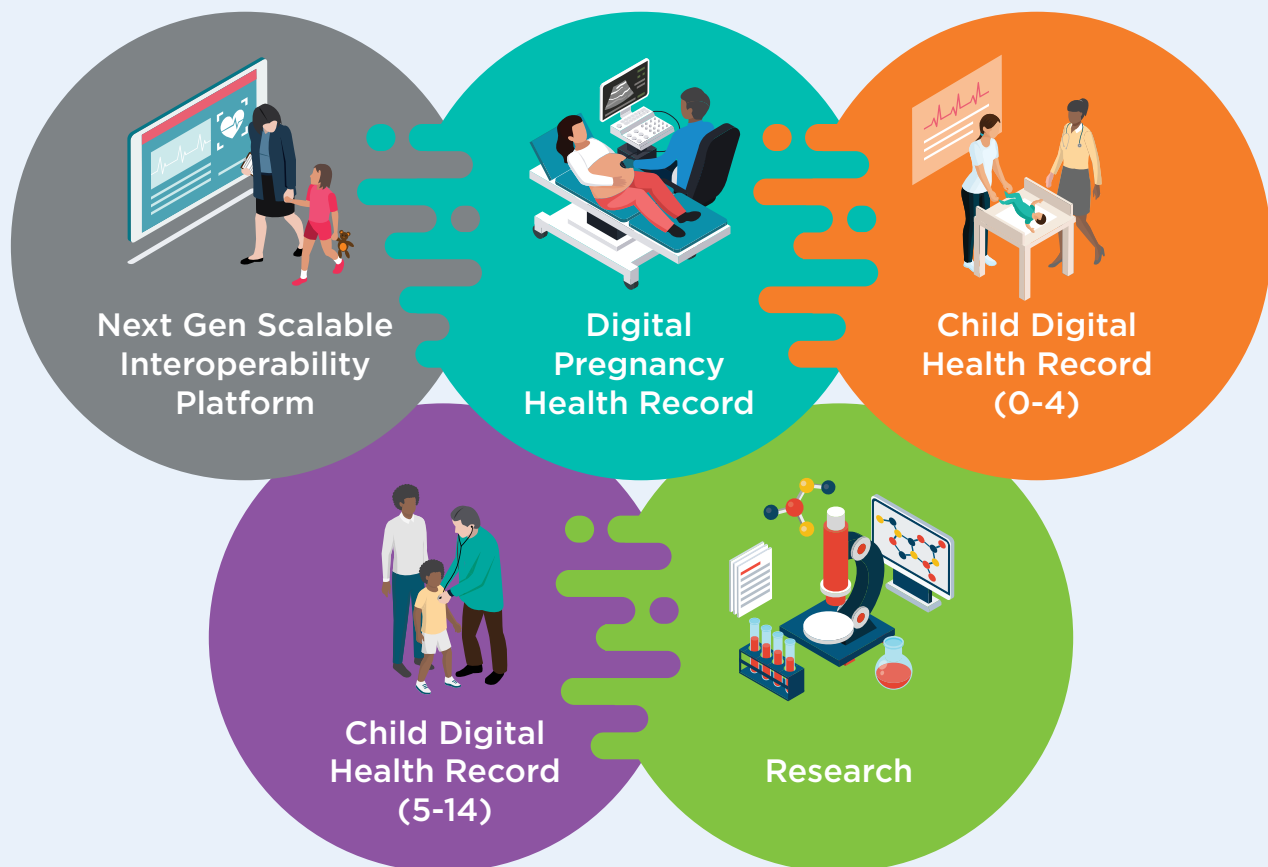 Next Gen Scalable
Interoperability
Platform
Digital
Pregnancy
Health Record
Child Digital
Health Record
(0-4)
Child Digital
Health Record
(5-14)
Research